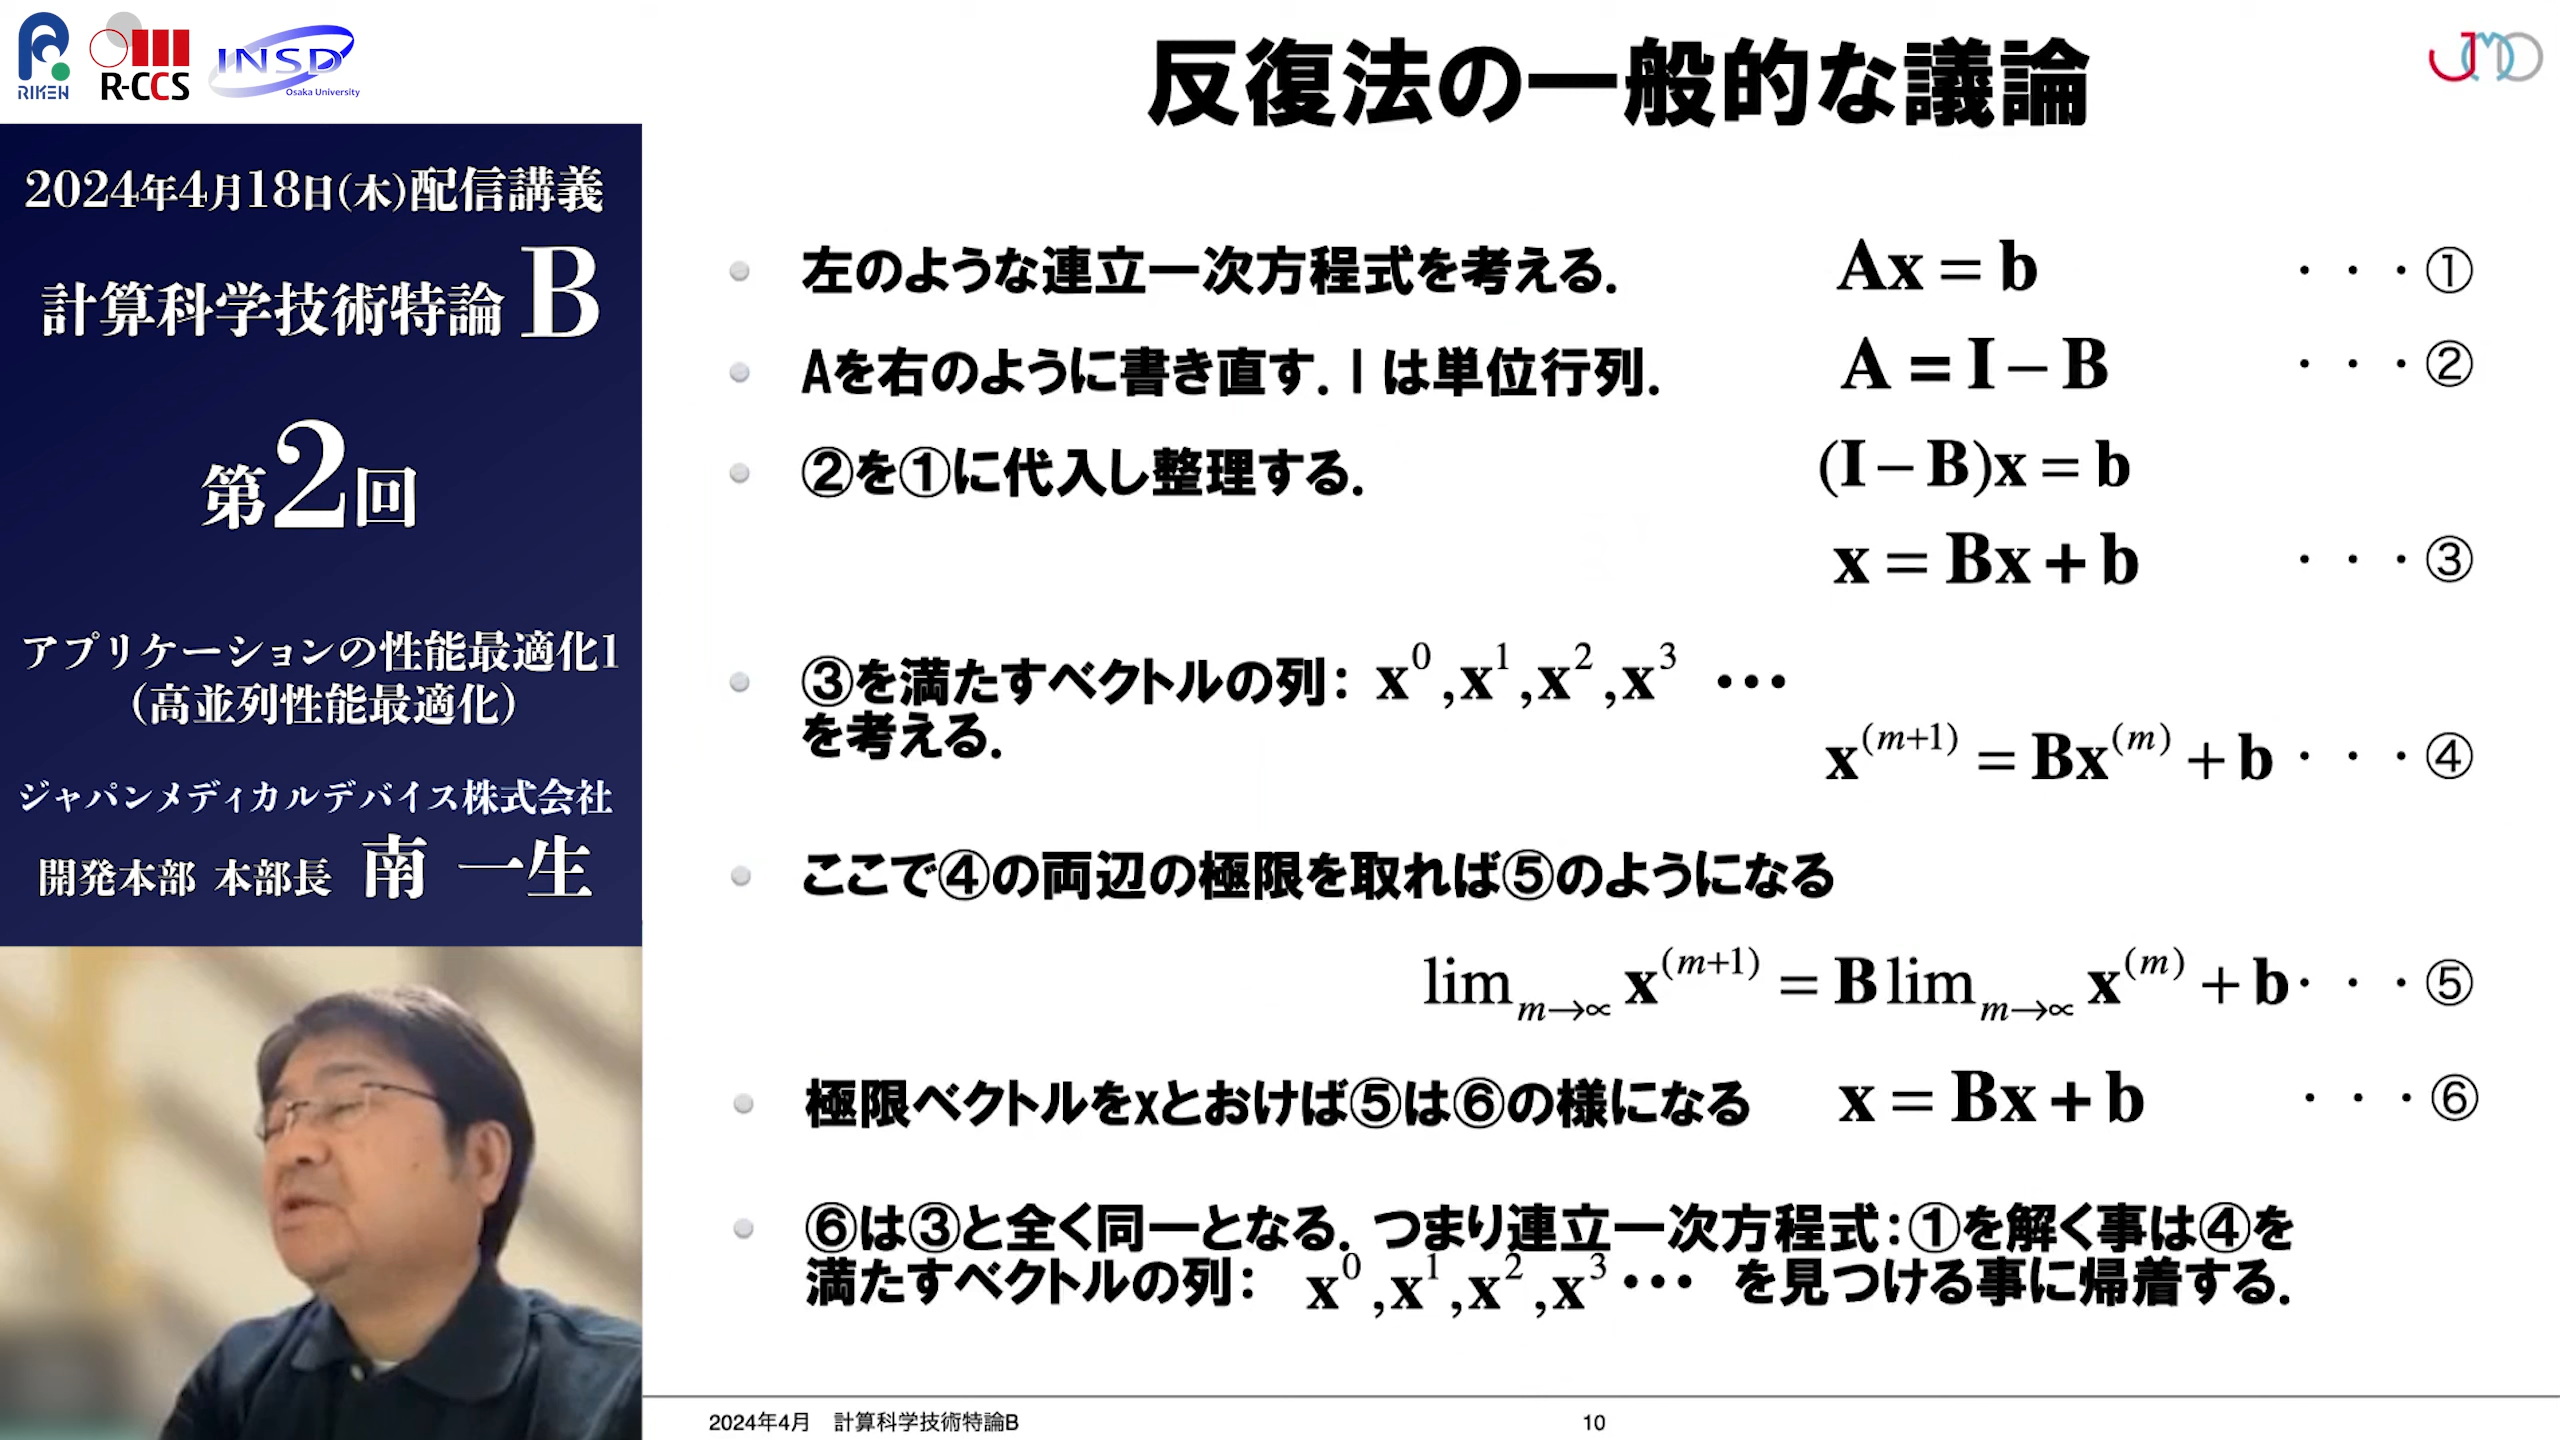 RIKEN
R-CCS
INSD
Osaka University
2024年4月18日(木)配信講義
計算科学技術特論 B
第2回
アプリケーションの性能最適化1
(高並列性能最適化)
ジャパンメディカルデバイス株式会社
開発本部 本部長 南 一生
反復法の一般的な議論
左のような連立一次方程式を考える. Ax = b ・・・①
Aを右のように書き直す. I は単位行列. A = I − B ・・・②
②を①に代入し整理する. (I − B)x = b
x = Bx + b ・・・③
③を満たすベクトルの列: x⁰,x¹,x²,x³ ・・・
を考える.
x^(m+1) = Bx^(m) + b ・・・④
ここで④の両辺の極限を取れば⑤のようになる
lim_{m→∝} x^(m+1) = B lim_{m→∝} x^(m) + b ・・・⑤
極限ベクトルをxとおけば⑤は⑥の様になる x = Bx + b ・・・⑥
⑥は③と全く同一となる. つまり連立一次方程式:①を解く事は④を
満たすベクトルの列: x⁰,x¹,x²,x³ ・・・ を見つける事に帰着する.
2024年4月 計算科学技術特論B
10